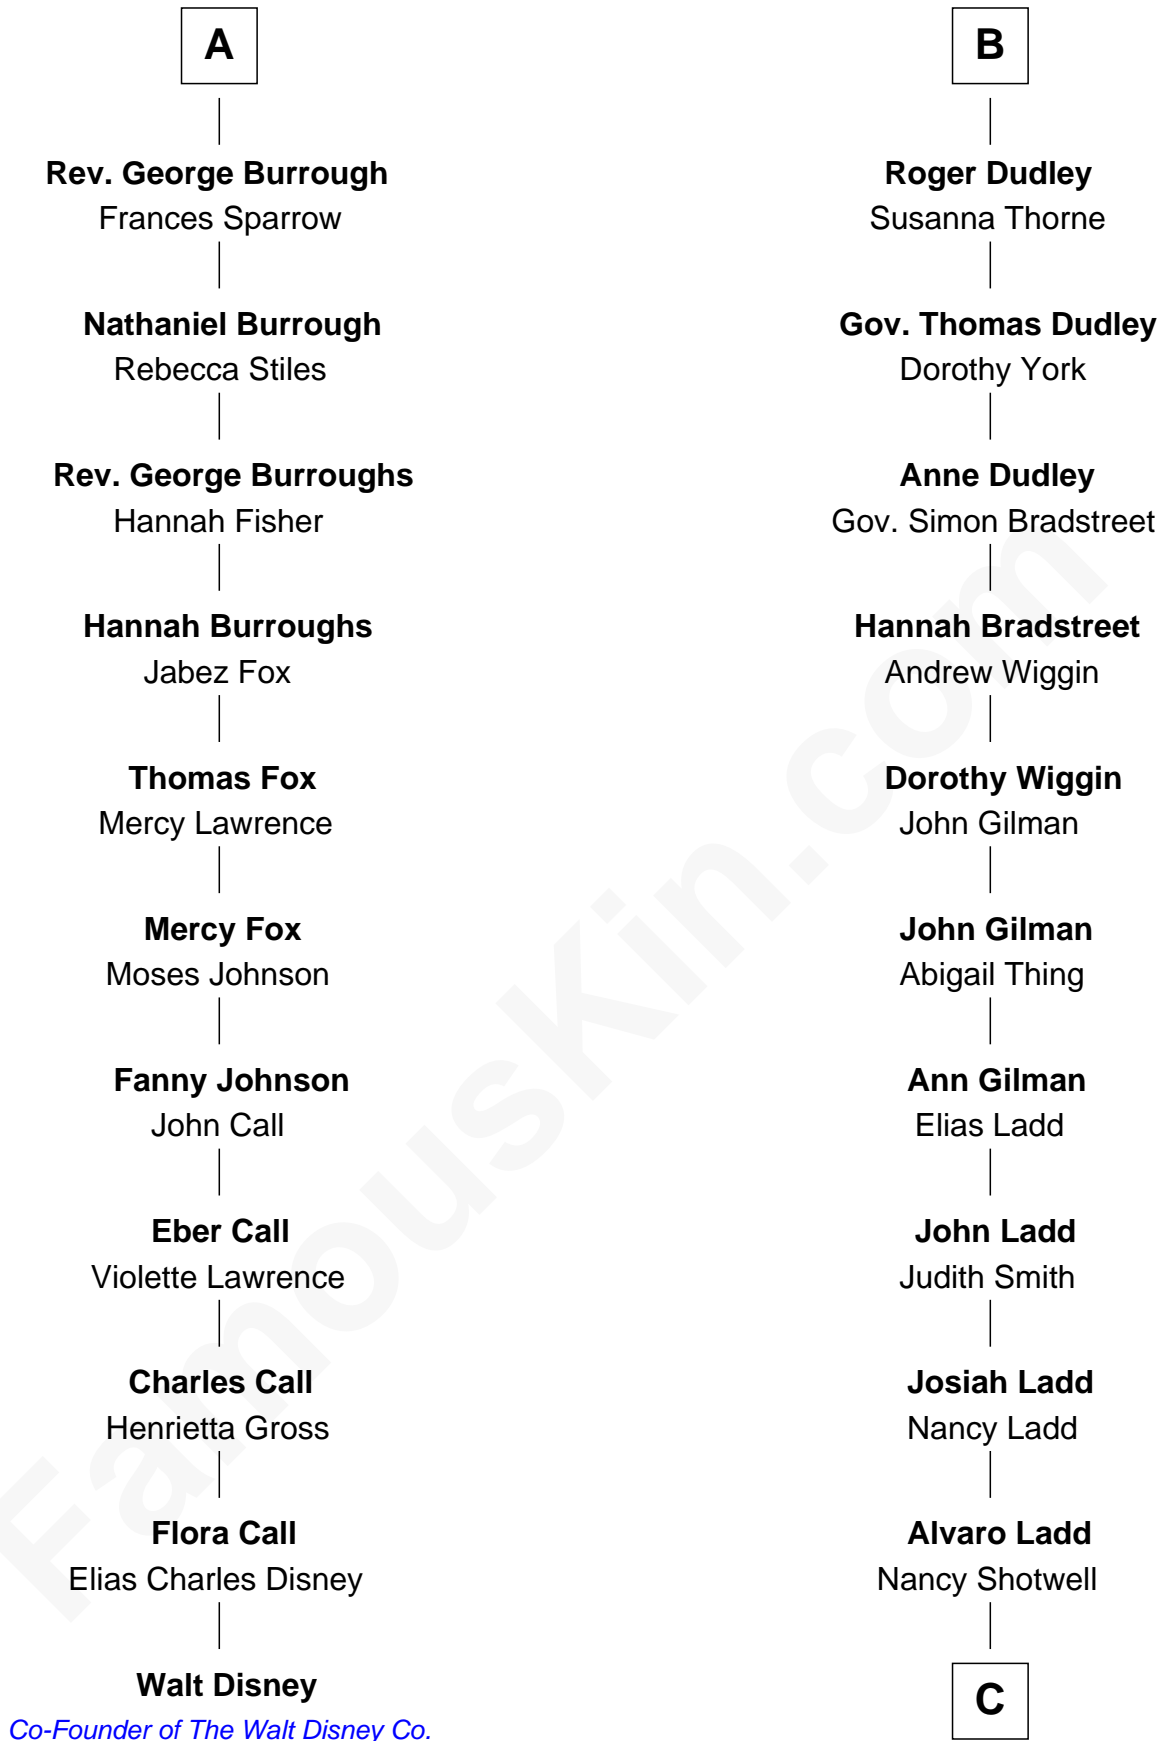 A
Rev. George Burrough
Frances Sparrow
Nathaniel Burrough
Rebecca Stiles
Rev. George Burroughs
Hannah Fisher
Hannah Burroughs
Jabez Fox
Thomas Fox
Mercy Lawrence
Mercy Fox
Moses Johnson
Fanny Johnson
John Call
Eber Call
Violette Lawrence
Charles Call
Henrietta Gross
Flora Call
Elias Charles Disney
Walt Disney
Co-Founder of The Walt Disney Co.
B
Roger Dudley
Susanna Thorne
Gov. Thomas Dudley
Dorothy York
Anne Dudley
Gov. Simon Bradstreet
Hannah Bradstreet
Andrew Wiggin
Dorothy Wiggin
John Gilman
John Gilman
Abigail Thing
Ann Gilman
Elias Ladd
John Ladd
Judith Smith
Josiah Ladd
Nancy Ladd
Alvaro Ladd
Nancy Shotwell
C
FamousKin.com